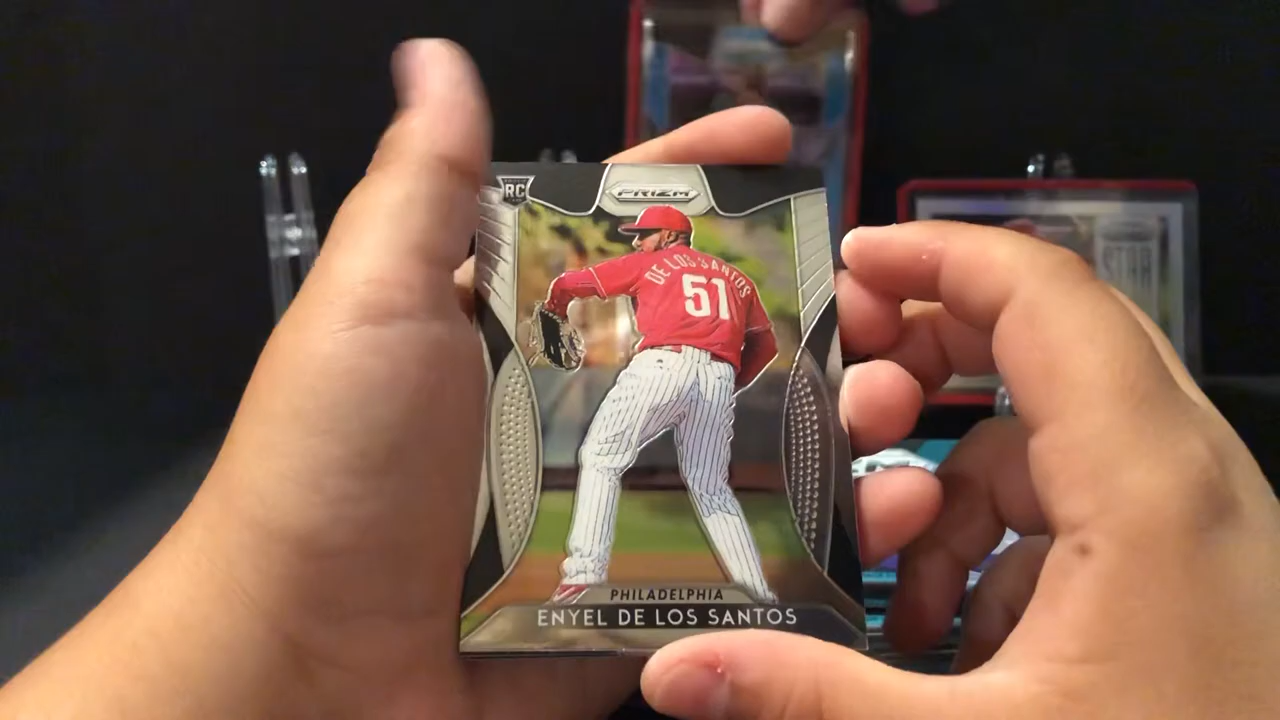 RC
PRIZM
DE LOS SANTOS
51
PHILADELPHIA
ENYEL DE LOS SANTOS